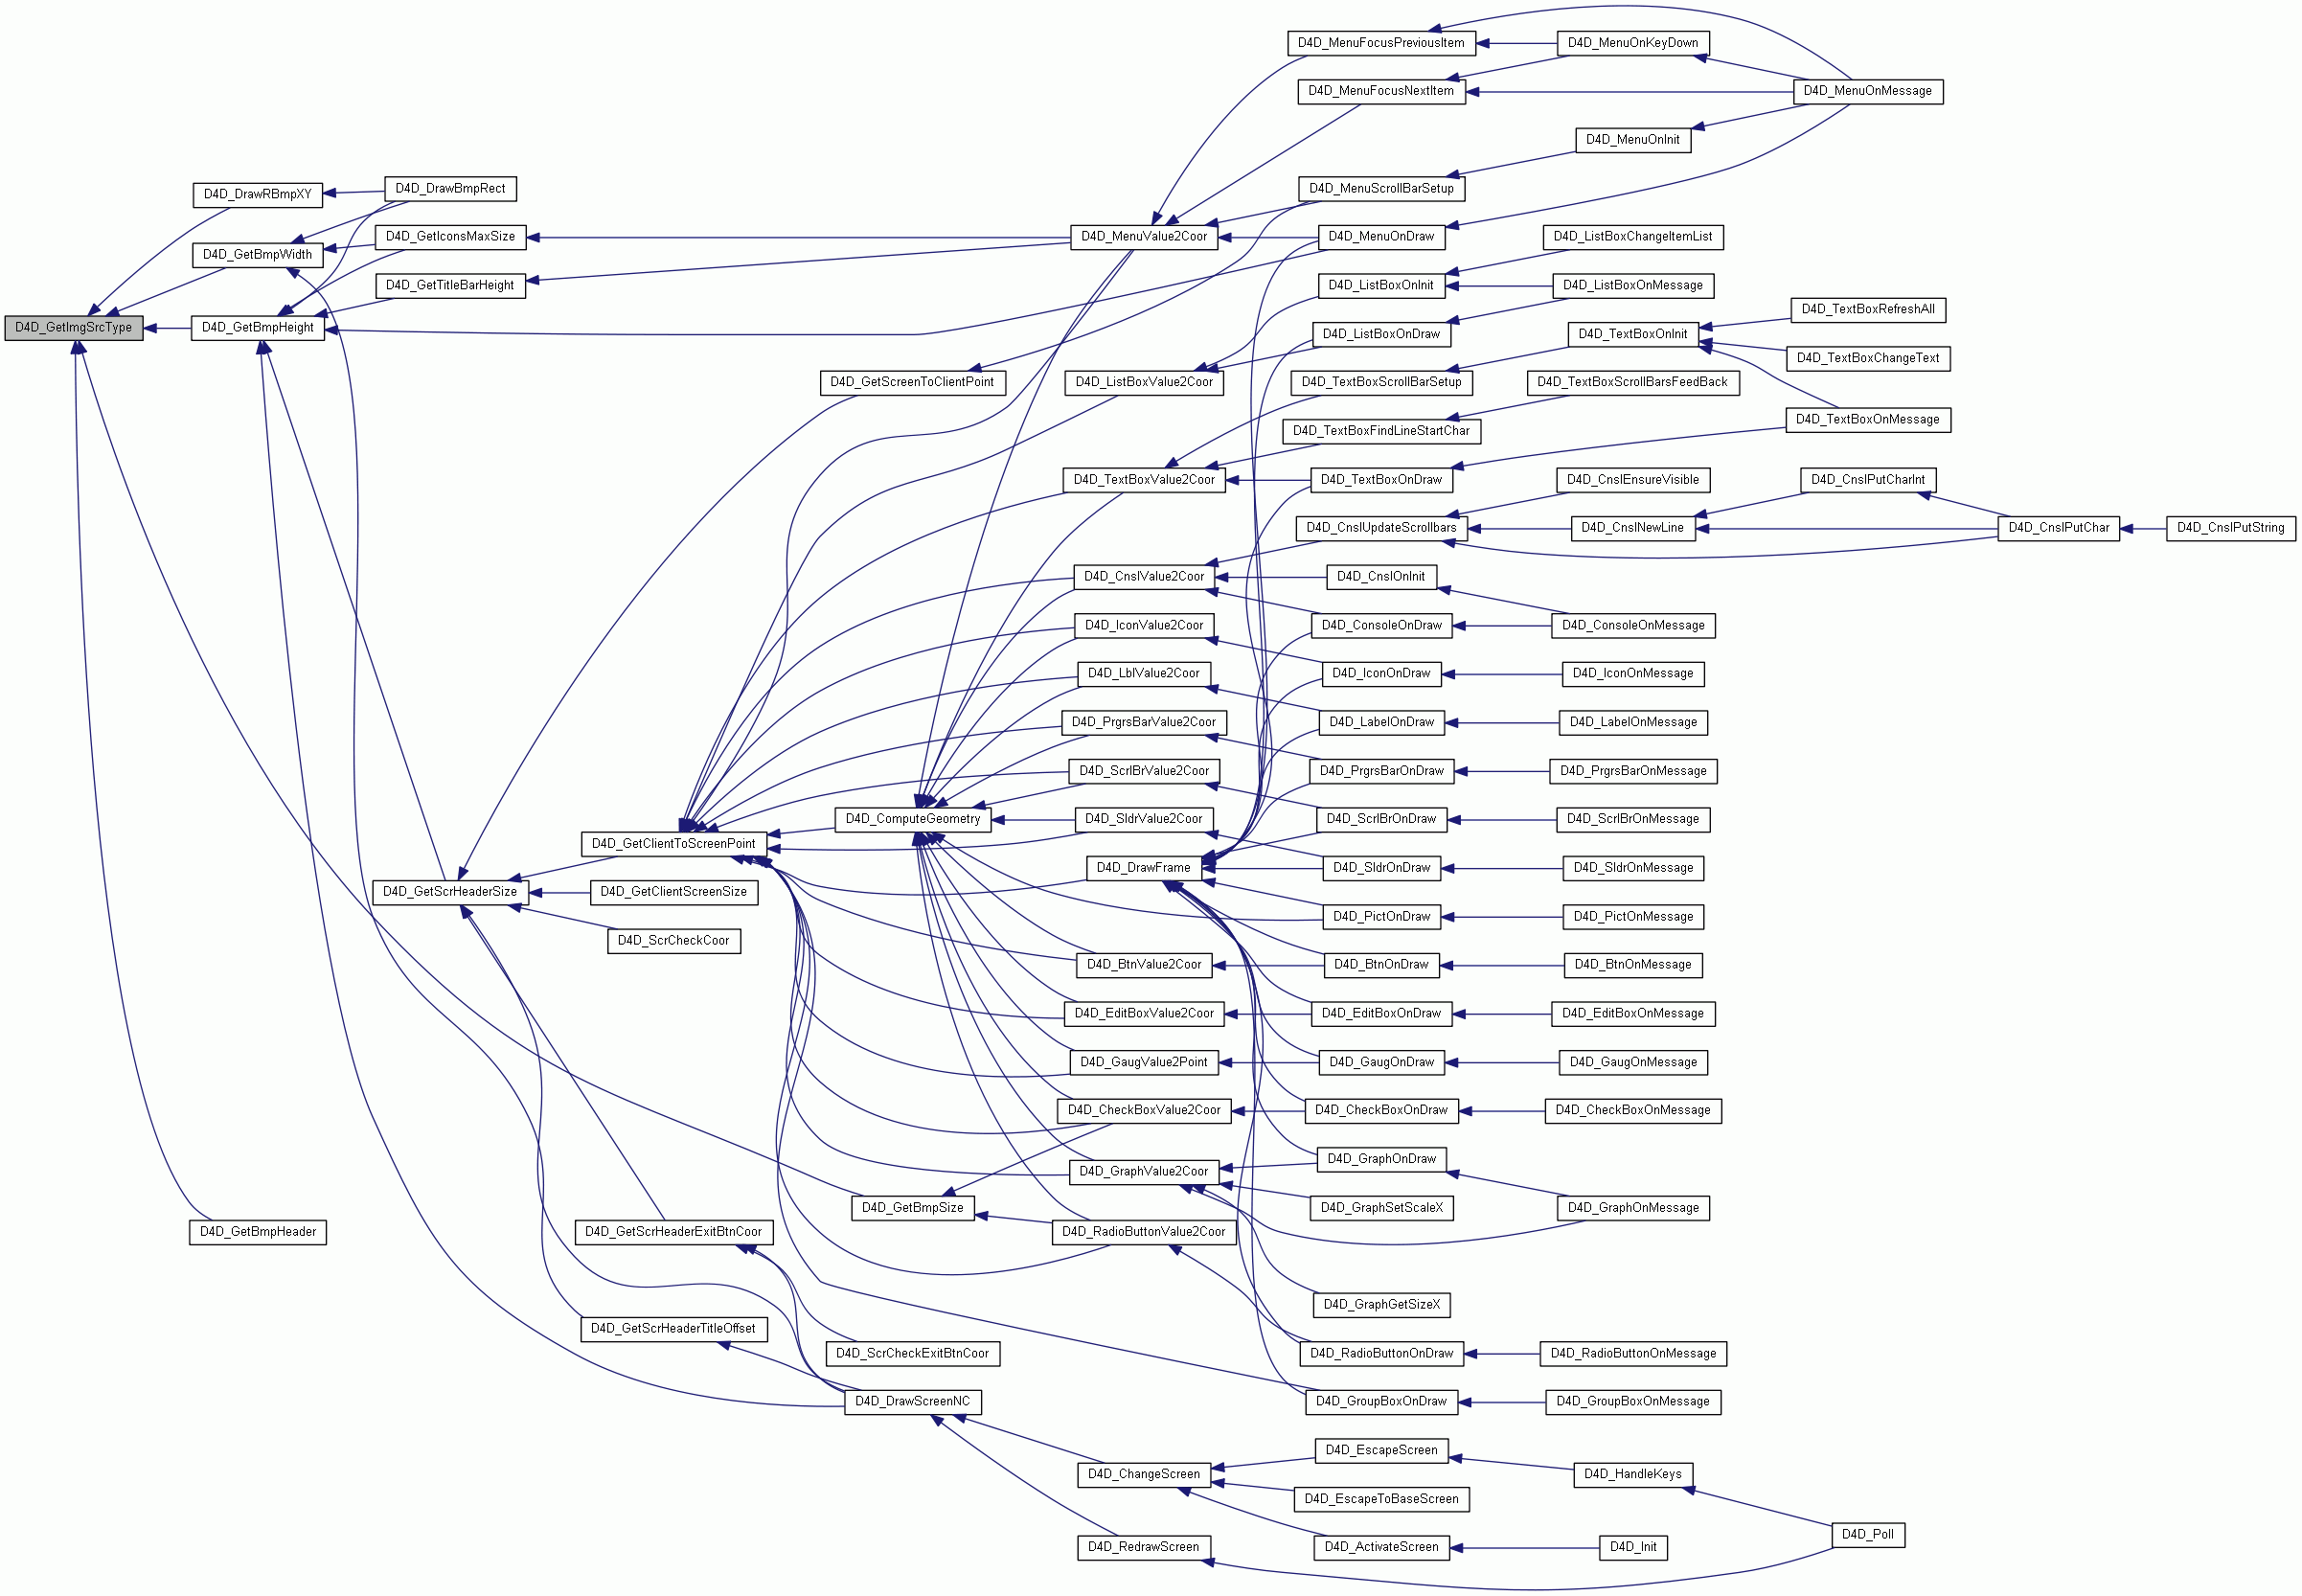 D4D_MenuFocusPreviousItem
D4D_MenuOnKeyDown
D4D_MenuFocusNextItem
D4D_MenuOnMessage
D4D_MenuOnInit
D4D_DrawRBmpXY
D4D_DrawBmpRect
D4D_MenuScrollBarSetup
D4D_GetIconsMaxSize
D4D_MenuValue2Coor
D4D_MenuOnDraw
D4D_ListBoxChangeItemList
D4D_GetBmpWidth
D4D_GetTitleBarHeight
D4D_ListBoxOnInit
D4D_ListBoxOnMessage
D4D_TextBoxRefreshAll
D4D_GetImgSrcType
D4D_GetBmpHeight
D4D_ListBoxOnDraw
D4D_TextBoxOnInit
D4D_TextBoxChangeText
D4D_GetScreenToClientPoint
D4D_ListBoxValue2Coor
D4D_TextBoxScrollBarSetup
D4D_TextBoxScrollBarsFeedBack
D4D_TextBoxFindLineStartChar
D4D_TextBoxOnMessage
D4D_TextBoxValue2Coor
D4D_TextBoxOnDraw
D4D_CnslEnsureVisible
D4D_CnslPutCharInt
D4D_CnslUpdateScrollbars
D4D_CnslNewLine
D4D_CnslPutChar
D4D_CnslPutString
D4D_CnslValue2Coor
D4D_CnslOnInit
D4D_IconValue2Coor
D4D_ConsoleOnDraw
D4D_ConsoleOnMessage
D4D_LblValue2Coor
D4D_IconOnDraw
D4D_IconOnMessage
D4D_PrgrsBarValue2Coor
D4D_LabelOnDraw
D4D_LabelOnMessage
D4D_ScrlBrValue2Coor
D4D_PrgrsBarOnDraw
D4D_PrgrsBarOnMessage
D4D_ComputeGeometry
D4D_SldrValue2Coor
D4D_ScrlBrOnDraw
D4D_ScrlBrOnMessage
D4D_GetClientToScreenPoint
D4D_DrawFrame
D4D_SldrOnDraw
D4D_SldrOnMessage
D4D_GetScrHeaderSize
D4D_GetClientScreenSize
D4D_PictOnDraw
D4D_PictOnMessage
D4D_ScrCheckCoor
D4D_BtnValue2Coor
D4D_BtnOnDraw
D4D_BtnOnMessage
D4D_EditBoxValue2Coor
D4D_EditBoxOnDraw
D4D_EditBoxOnMessage
D4D_GaugValue2Point
D4D_GaugOnDraw
D4D_GaugOnMessage
D4D_CheckBoxValue2Coor
D4D_CheckBoxOnDraw
D4D_CheckBoxOnMessage
D4D_GraphValue2Coor
D4D_GraphOnDraw
D4D_GetBmpSize
D4D_GraphSetScaleX
D4D_GraphOnMessage
D4D_GetBmpHeader
D4D_GetScrHeaderExitBtnCoor
D4D_RadioButtonValue2Coor
D4D_GraphGetSizeX
D4D_GetScrHeaderTitleOffset
D4D_ScrCheckExitBtnCoor
D4D_RadioButtonOnDraw
D4D_RadioButtonOnMessage
D4D_DrawScreenNC
D4D_GroupBoxOnDraw
D4D_GroupBoxOnMessage
D4D_EscapeScreen
D4D_ChangeScreen
D4D_HandleKeys
D4D_EscapeToBaseScreen
D4D_Poll
D4D_RedrawScreen
D4D_ActivateScreen
D4D_Init